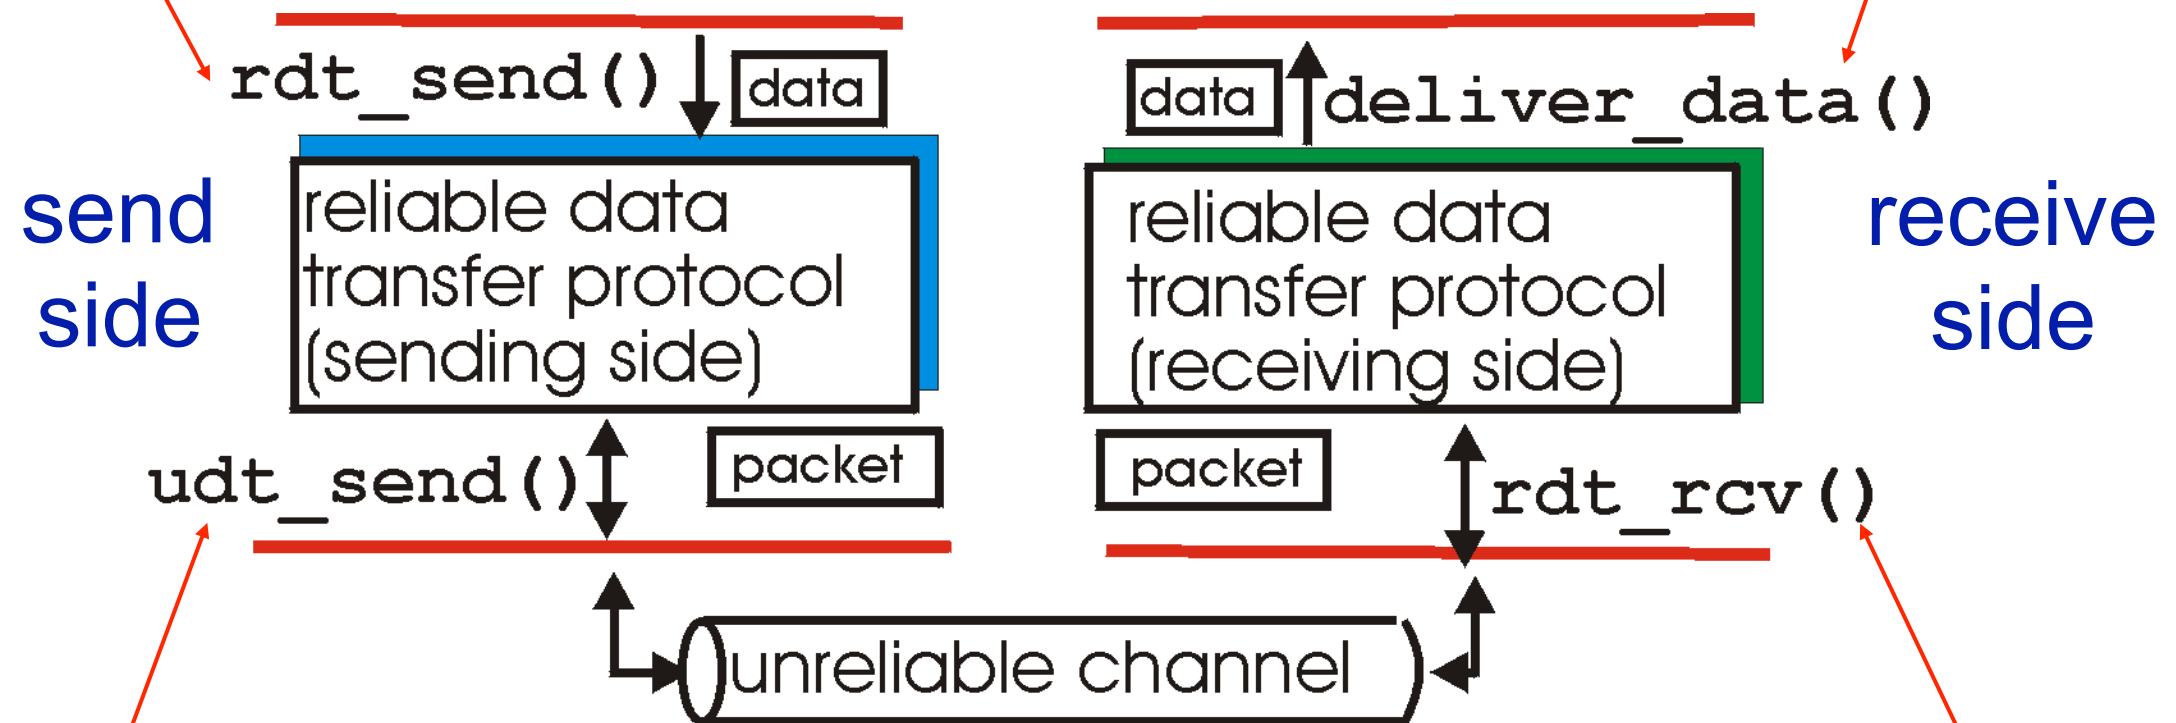 rdt_send()
data
data
deliver_data()
send
side
reliable data
transfer protocol
(sending side)
reliable data
transfer protocol
(receiving side)
receive
side
udt_send()
packet
packet
rdt_rcv()
unreliable channel